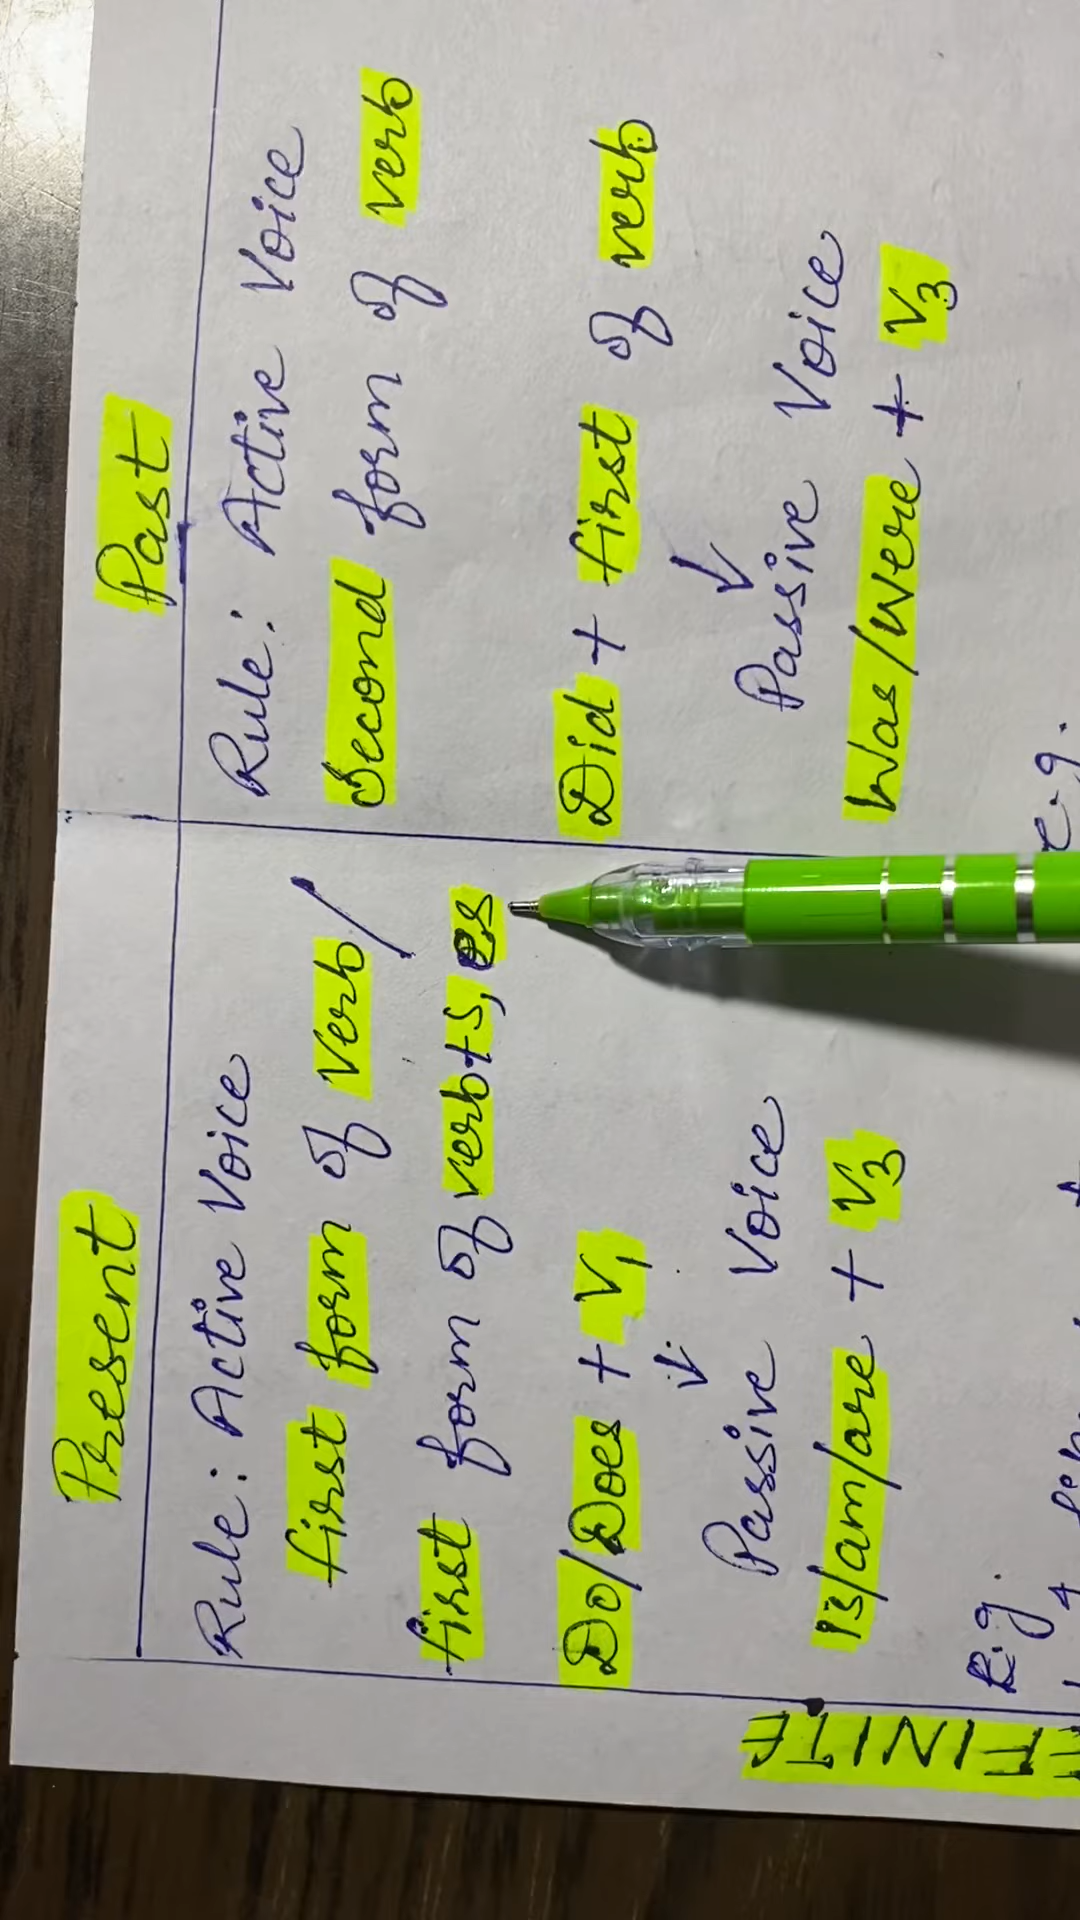 Present
Rule: Active Voice
first form of Verb/
first form of verb+s,es
Do/Does + V1
↓
Passive Voice
is/am/are + V3
E.g.
Past
Rule: Active Voice
Second form of verb
Did + first of verb
↓
Passive Voice
Was/Were + V3
e.g.
EFINITE